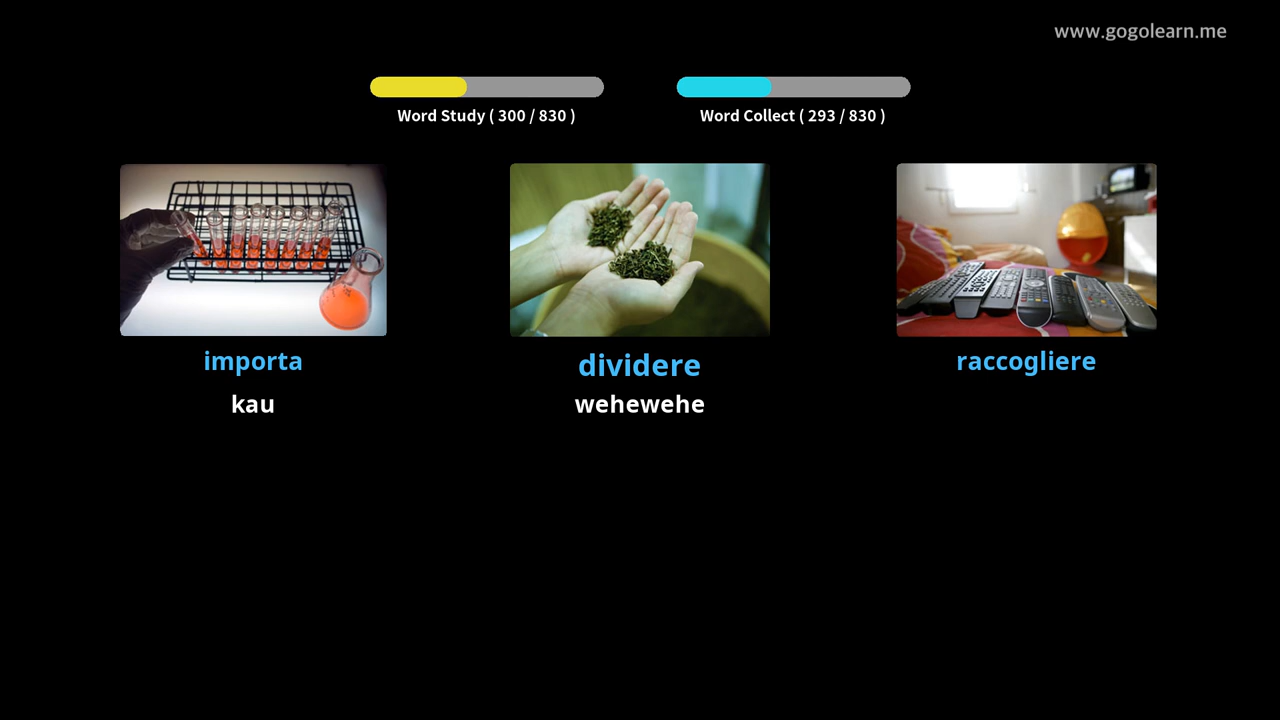 www.gogolearn.me
Word Study ( 300 / 830 )
Word Collect ( 293 / 830 )
importa
dividere
raccogliere
kau
wehewehe